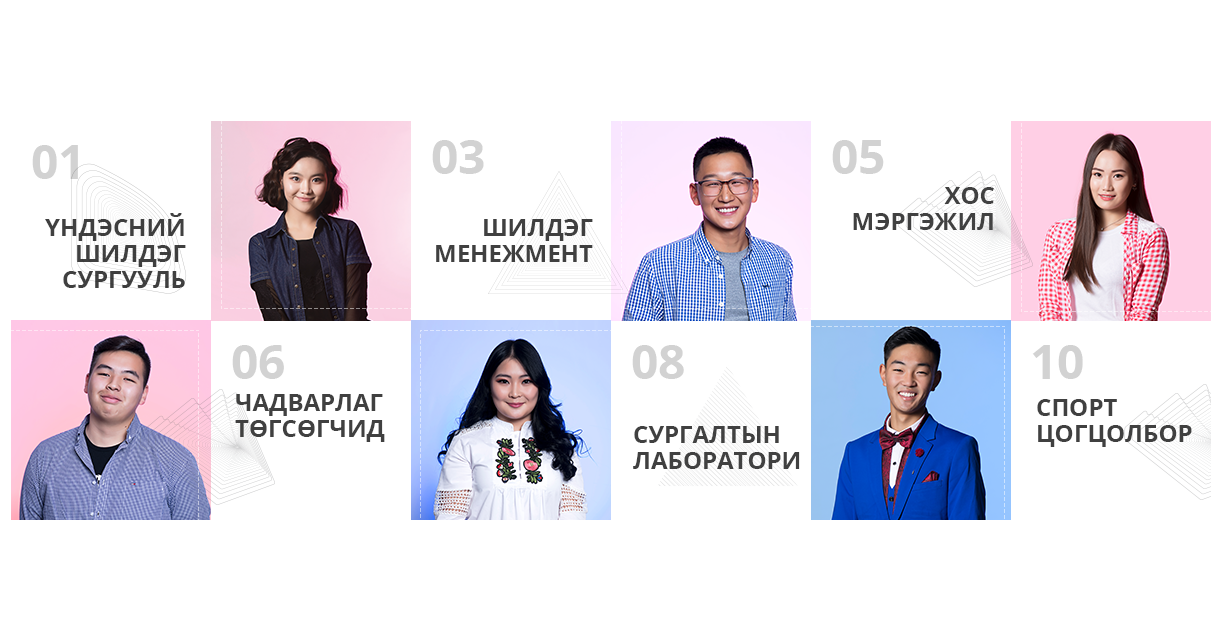 01
ҮНДЭСНИЙ
ШИЛДЭГ
СУРГУУЛЬ
03
ШИЛДЭГ
МЕНЕЖМЕНТ
05
ХОС
МЭРГЭЖИЛ
06
ЧАДВАРЛАГ
ТӨГСӨГЧИД
08
СУРГАЛТЫН
ЛАБОРАТОРИ
10
СПОРТ
ЦОГЦОЛБОР